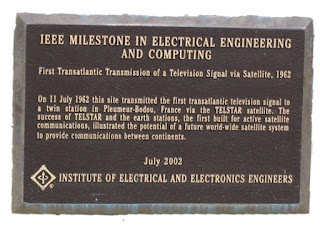 IEEE MILESTONE IN ELECTRICAL ENGINEERING
AND COMPUTING
First Transatlantic Transmission of a Television Signal via Satellite, 1962
On 11 July 1962 this site transmitted the first transatlantic television signal to
a twin station in Pleumeur-Bodou, France via the TELSTAR satellite. The
success of TELSTAR and the earth stations, the first built for active satellite
communications, illustrated the potential of a future world-wide satellite system
to provide communications between continents.
July 2002
INSTITUTE OF ELECTRICAL AND ELECTRONICS ENGINEERS